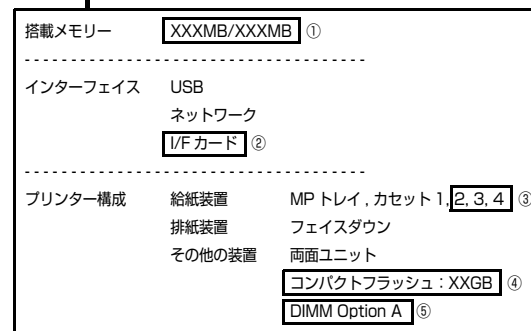 搭載メモリー XXXMB/XXXMB ①
インターフェイス USB
ネットワーク
I/F カード ②
プリンター構成 給紙装置 MP トレイ , カセット 1, 2, 3, 4 ③
排紙装置 フェイスダウン
その他の装置 両面ユニット
コンパクトフラッシュ：XXGB ④
DIMM Option A ⑤